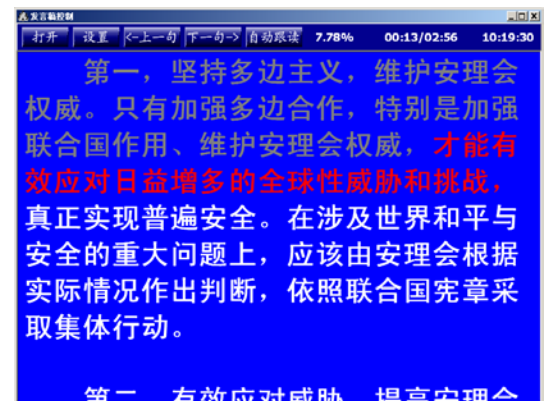 发言稿控制
打开 设置 <-上一句 下一句-> 自动跟读 7.78% 00:13/02:56 10:19:30
第一，坚持多边主义，维护安理会
权威。只有加强多边合作，特别是加强
联合国作用、维护安理会权威，才能有
效应对日益增多的全球性威胁和挑战，
真正实现普遍安全。在涉及世界和平与
安全的重大问题上，应该由安理会根据
实际情况作出判断，依照联合国宪章采
取集体行动。
第二，有效应对威胁，提高安理会